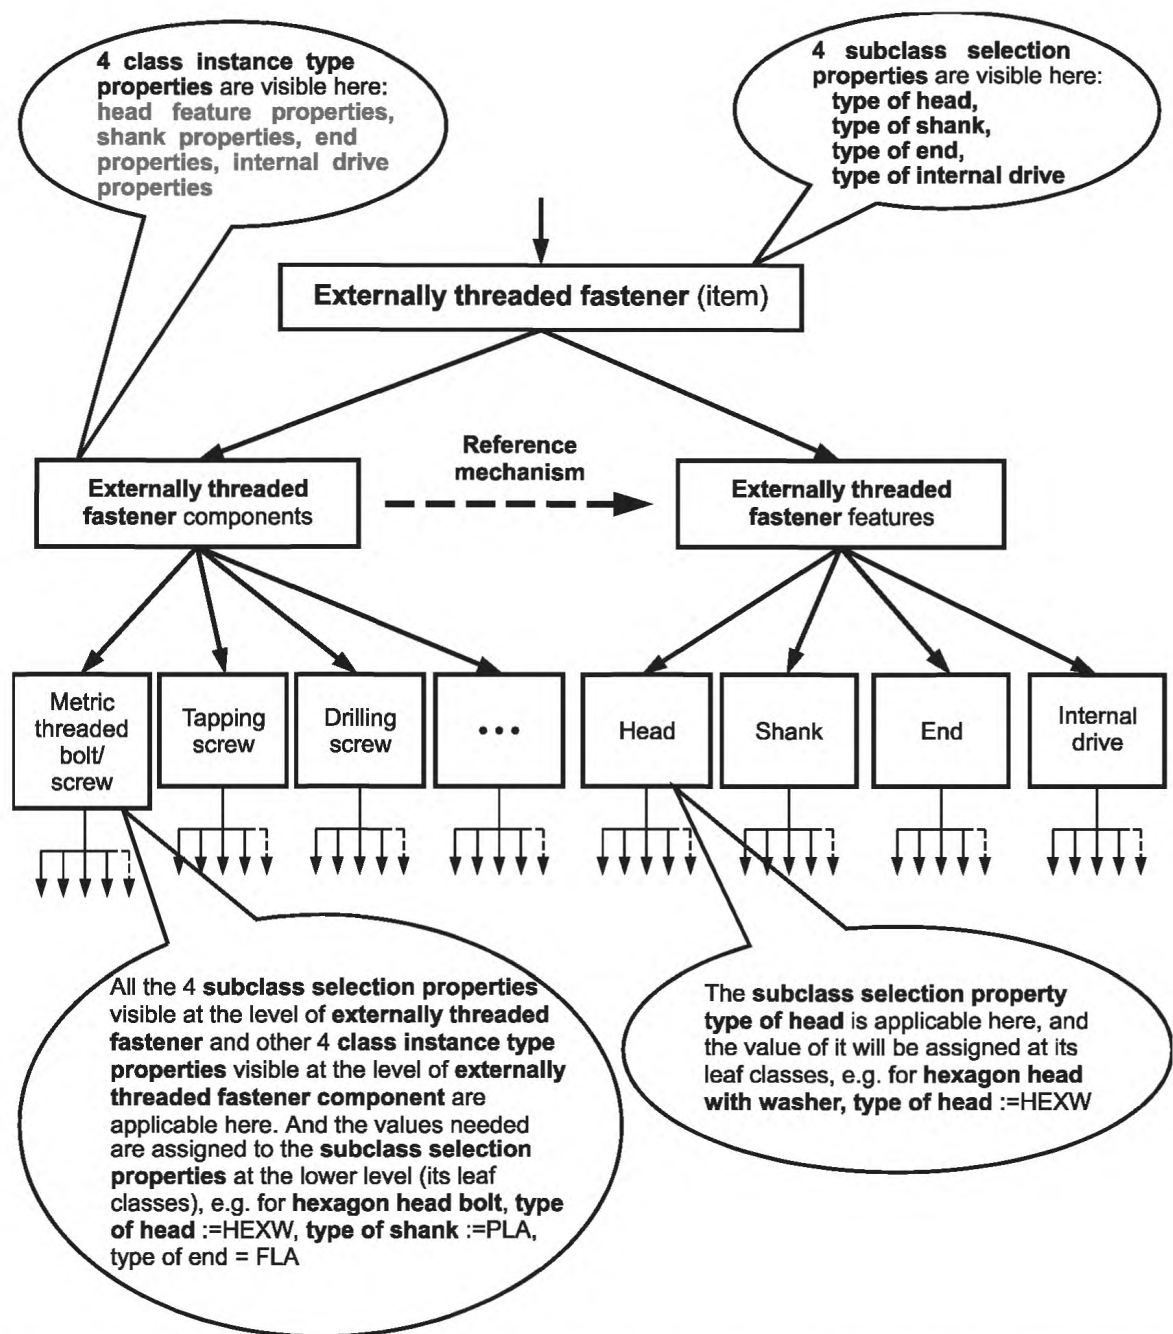 4 class instance type
properties are visible here:
head feature properties,
shank properties, end
properties, internal drive
properties
4 subclass selection
properties are visible here:
type of head,
type of shank,
type of end,
type of internal drive
Externally threaded fastener (item)
Reference
mechanism
Externally threaded
fastener components
Externally threaded
fastener features
Metric
threaded
bolt/
screw
Tapping
screw
Drilling
screw
•••
Head
Shank
End
Internal
drive
All the 4 subclass selection properties
visible at the level of externally threaded
fastener and other 4 class instance type
properties visible at the level of externally
threaded fastener component are
applicable here. And the values needed
are assigned to the subclass selection
properties at the lower level (its leaf
classes), e.g. for hexagon head bolt, type
of head :=HEXW, type of shank :=PLA,
type of end = FLA
The subclass selection property
type of head is applicable here, and
the value of it will be assigned at its
leaf classes, e.g. for hexagon head
with washer, type of head :=HEXW